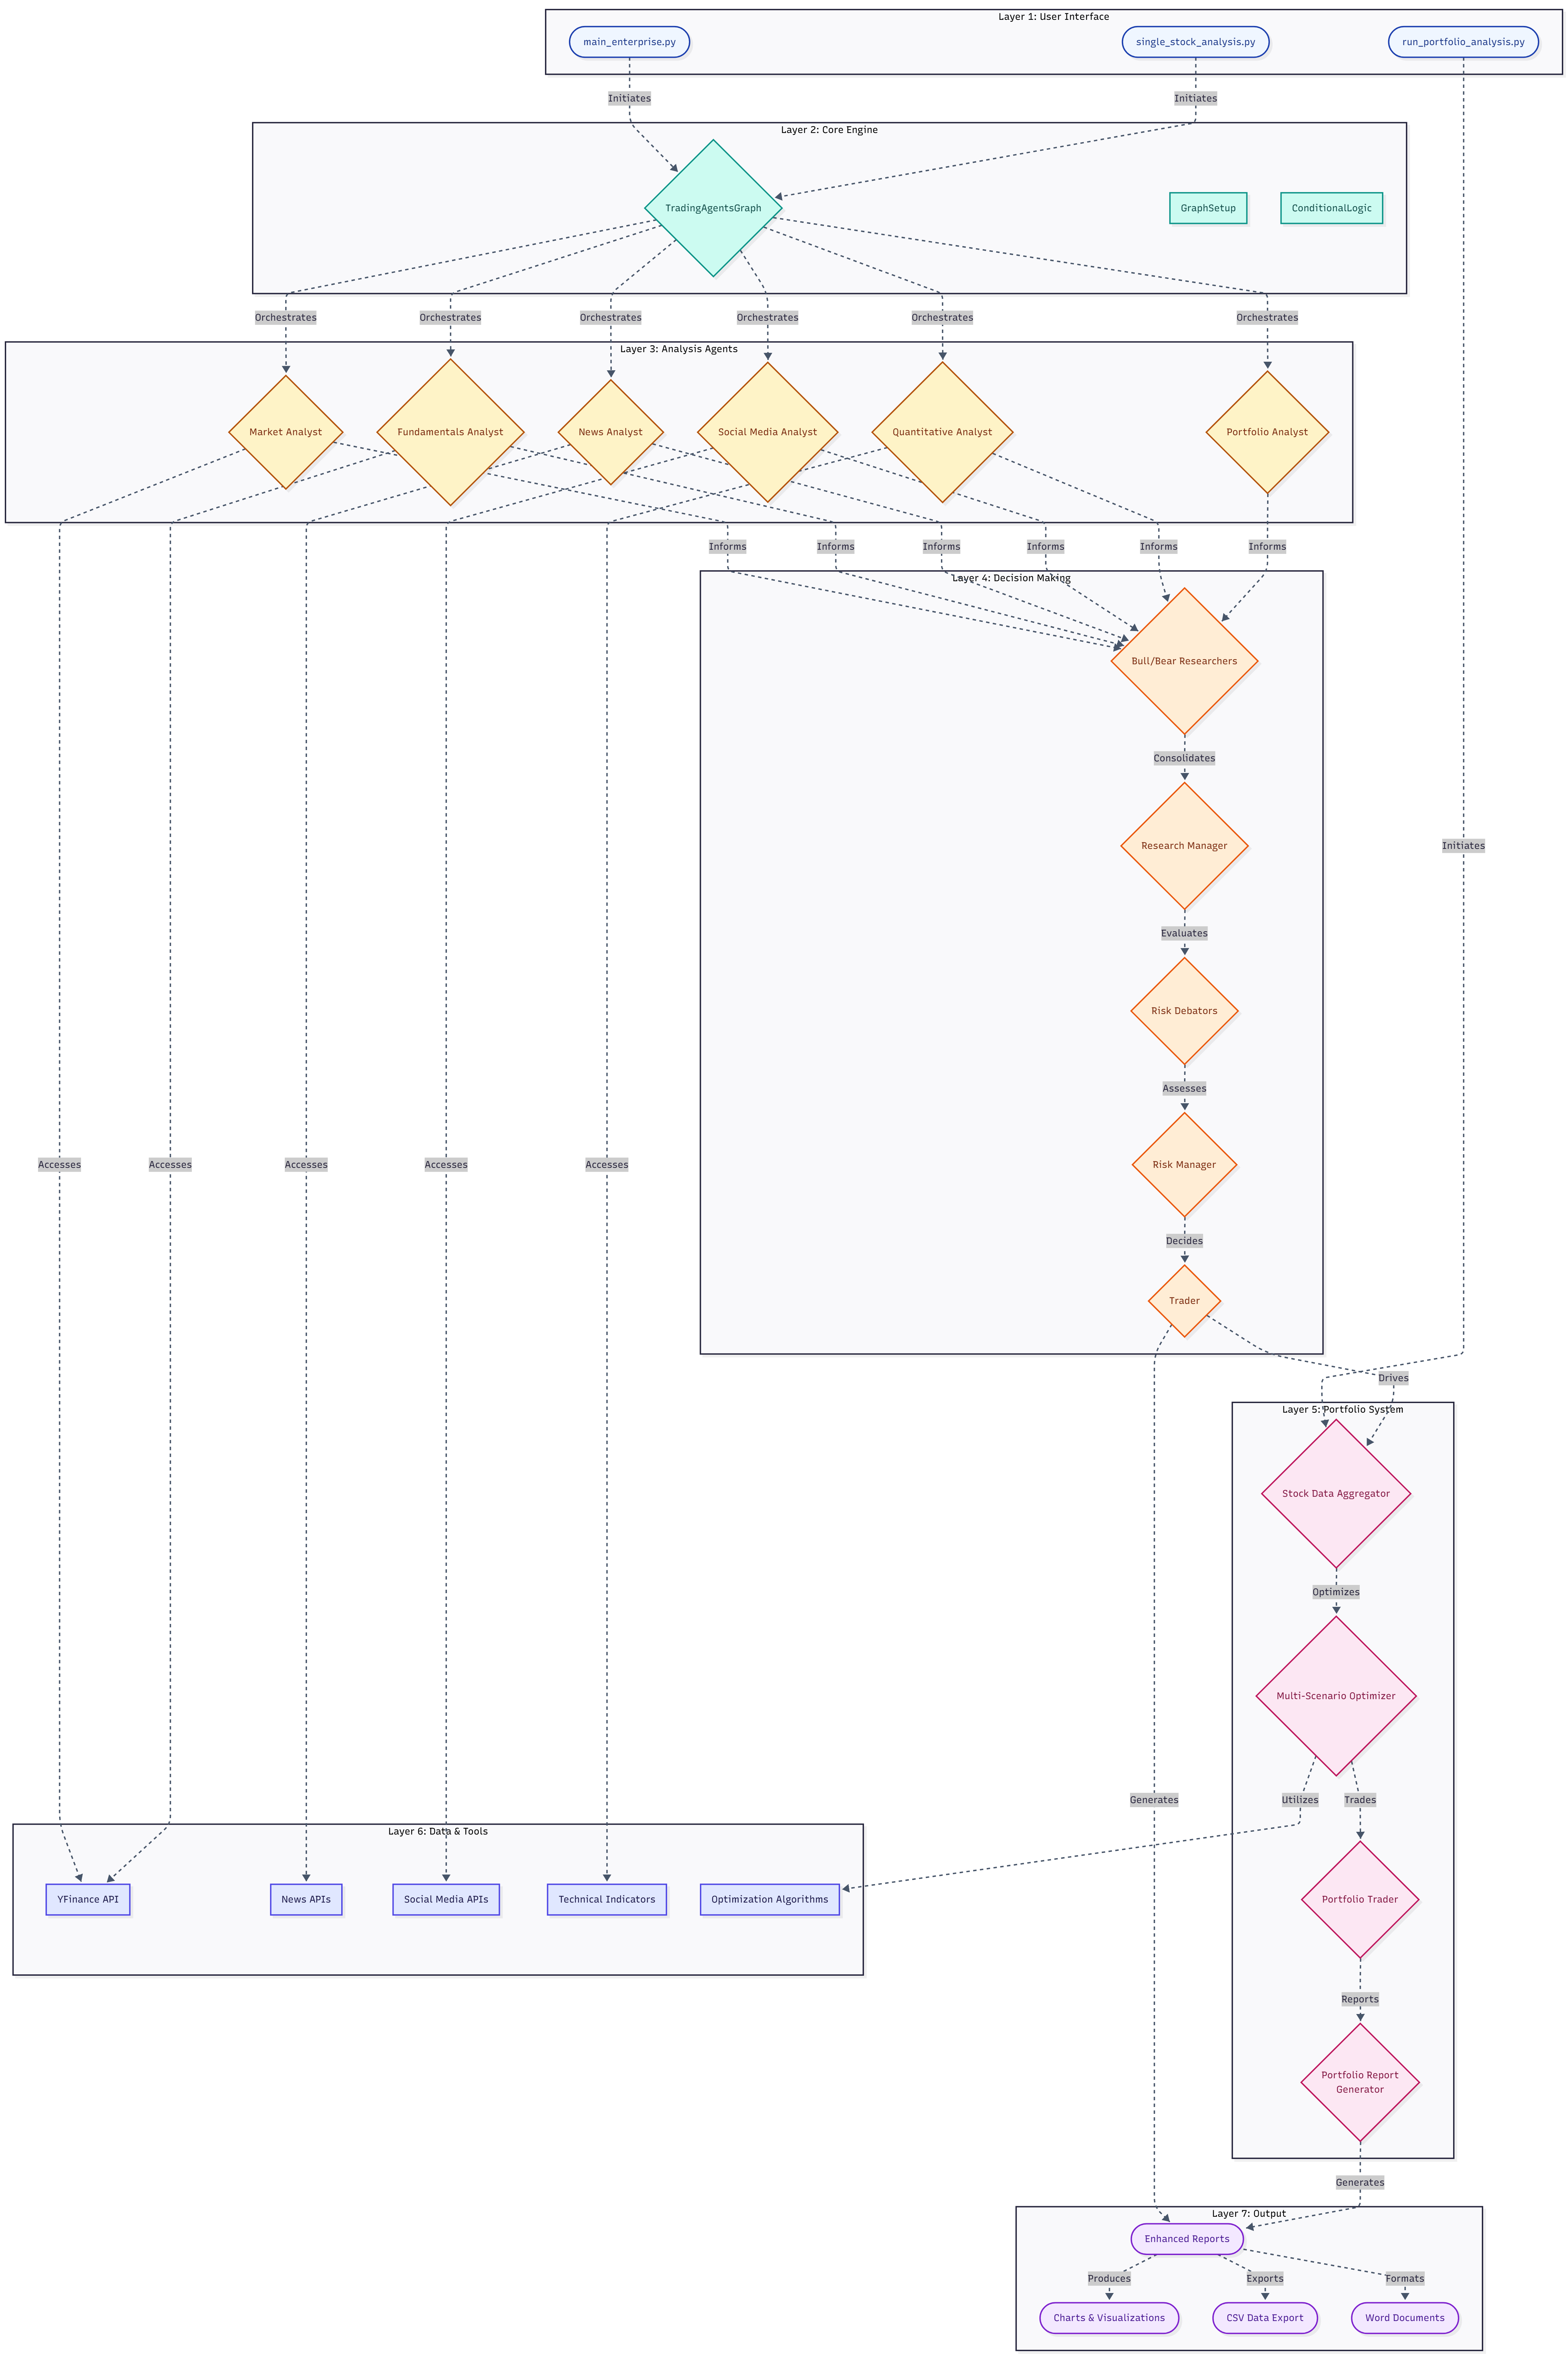 Layer 1: User Interface
main_enterprise.py
single_stock_analysis.py
run_portfolio_analysis.py
Initiates
Initiates
Layer 2: Core Engine
TradingAgentsGraph
GraphSetup
ConditionalLogic
Orchestrates
Orchestrates
Orchestrates
Orchestrates
Orchestrates
Orchestrates
Layer 3: Analysis Agents
Market Analyst
Fundamentals Analyst
News Analyst
Social Media Analyst
Quantitative Analyst
Portfolio Analyst
Informs
Informs
Informs
Informs
Informs
Informs
Layer 4: Decision Making
Bull/Bear Researchers
Consolidates
Research Manager
Initiates
Evaluates
Risk Debators
Assesses
Accesses
Accesses
Accesses
Accesses
Accesses
Risk Manager
Decides
Trader
Drives
Layer 5: Portfolio System
Stock Data Aggregator
Optimizes
Multi-Scenario Optimizer
Generates
Utilizes
Trades
Layer 6: Data & Tools
YFinance API
News APIs
Social Media APIs
Technical Indicators
Optimization Algorithms
Portfolio Trader
Reports
Portfolio Report
Generator
Generates
Layer 7: Output
Enhanced Reports
Produces
Exports
Formats
Charts & Visualizations
CSV Data Export
Word Documents